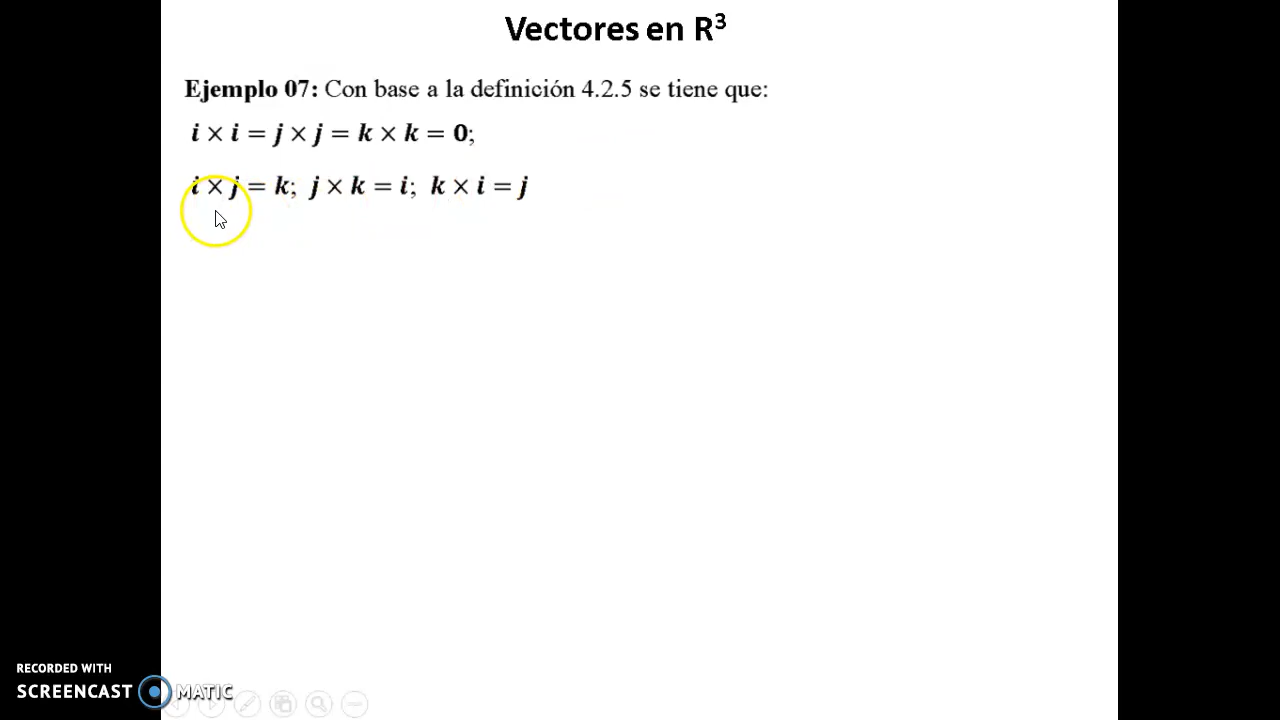 Vectores en R³
Ejemplo 07: Con base a la definición 4.2.5 se tiene que:
i × i = j × j = k × k = 0;
i × j = k; j × k = i; k × i = j
RECORDED WITH
SCREENCAST MATIC